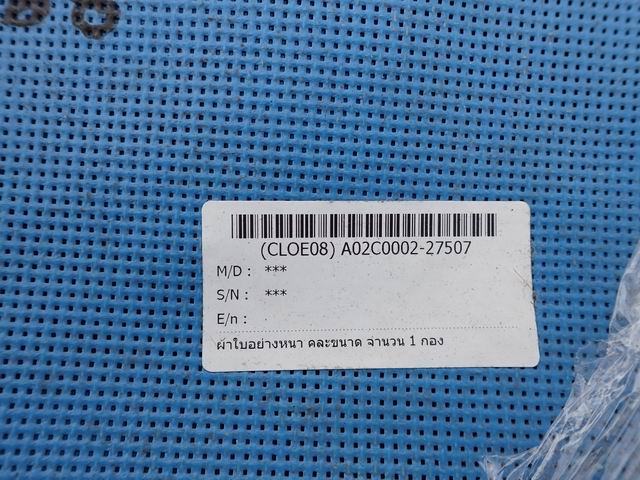 (CLOE08) A02C0002-27507
M/D : ***
S/N : ***
E/n :
ผ้าใบอย่างหนา คละขนาด จำนวน 1 กอง